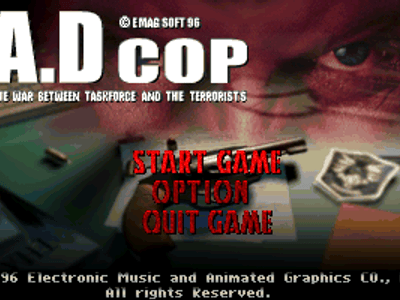 © EMAG SOFT 96
A.D COP
WAR BETWEEN TASKFORCE AND THE TERRORISTS
START GAME
OPTION
QUIT GAME
96 Electronic Music and Animated Graphics CO.,
All rights Reserved.